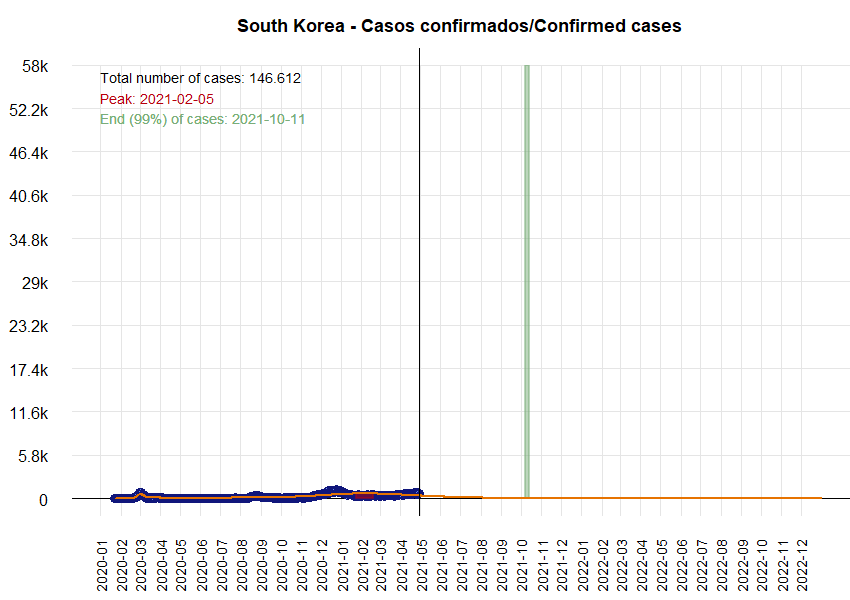 South Korea - Casos confirmados/Confirmed cases
58k
Total number of cases: 146.612
Peak: 2021-02-05
52.2k
End (99%) of cases: 2021-10-11
46.4k
40.6k
34.8k
29k
23.2k
17.4k
11.6k
5.8k
0
2020-01
2020-02
2020-03
2020-04
2020-05
2020-06
2020-07
2020-08
2020-09
2020-10
2020-11
2020-12
2021-01
2021-02
2021-03
2021-04
2021-05
2021-06
2021-07
2021-08
2021-09
2021-10
2021-11
2021-12
2022-01
2022-02
2022-03
2022-04
2022-05
2022-06
2022-07
2022-08
2022-09
2022-10
2022-11
2022-12